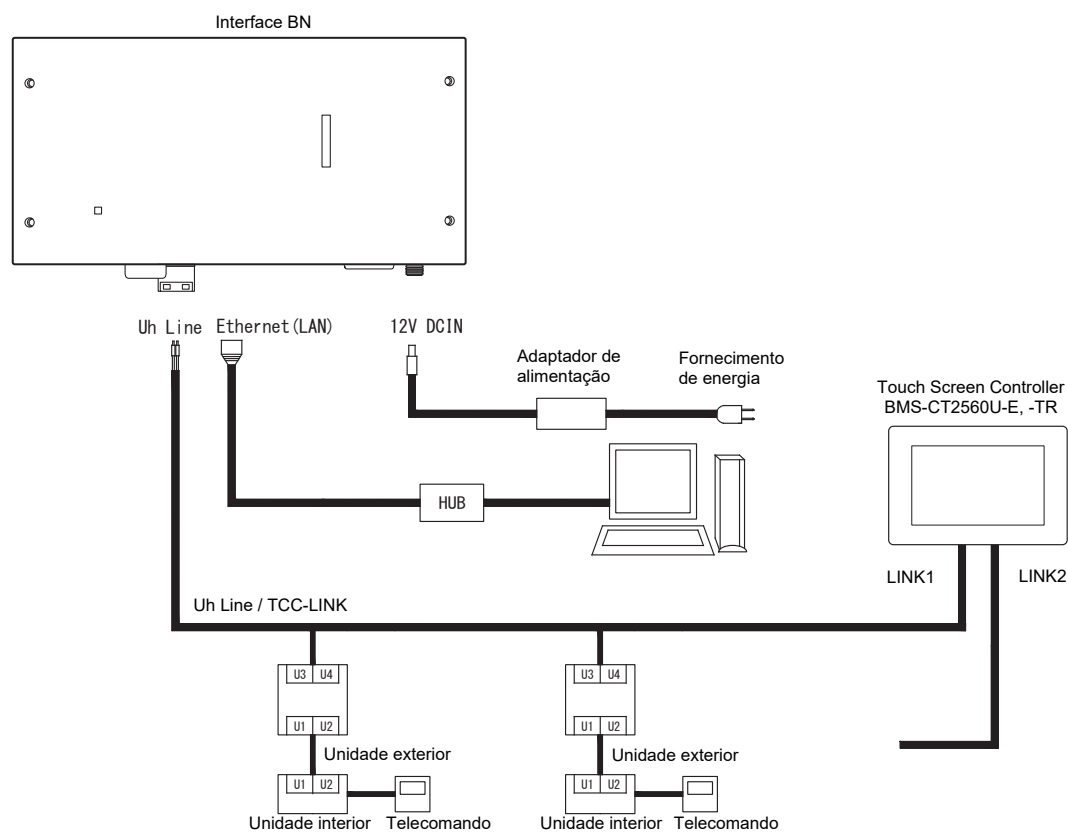 Interface BN
Uh Line
Ethernet(LAN)
12V DCIN
Adaptador de
alimentação
Fornecimento
de energia
Touch Screen Controller
BMS-CT2560U-E, -TR
HUB
LINK1
LINK2
Uh Line / TCC-LINK
U3 U4
U3 U4
U1 U2
U1 U2
Unidade exterior
Unidade exterior
U1 U2
U1 U2
Unidade interior
Telecomando
Unidade interior
Telecomando